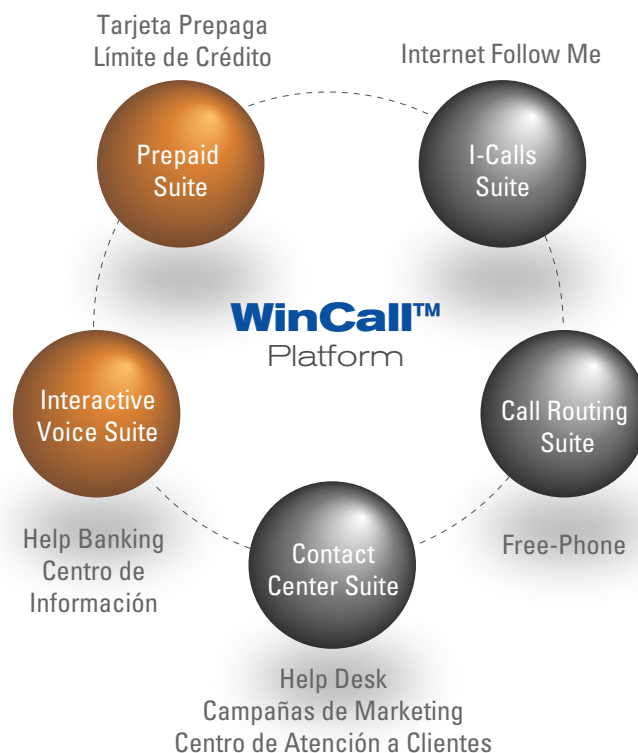 Tarjeta Prepaga
Límite de Crédito
Internet Follow Me
Prepaid
Suite
I-Calls
Suite
WinCall™
Platform
Interactive
Voice Suite
Call Routing
Suite
Help Banking
Centro de
Información
Contact
Center Suite
Free-Phone
Help Desk
Campañas de Marketing
Centro de Atención a Clientes